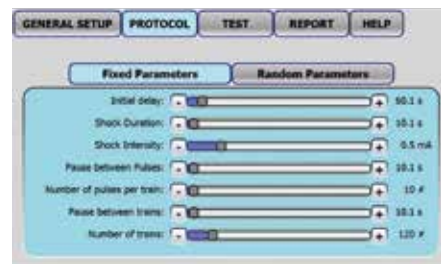 GENERAL SETUP PROTOCOL TEST REPORT HELP
Fixed Parameters Random Parameters
Initial delay: - + 60.1 s
Shock Duration: - + 10.1 s
Shock Intensity: - + 0.5 mA
Pause between Pulses: - + 10.1 s
Number of pulses per train: - + 10 #
Pause between trains: - + 10.1 s
Number of trains: - + 120 #